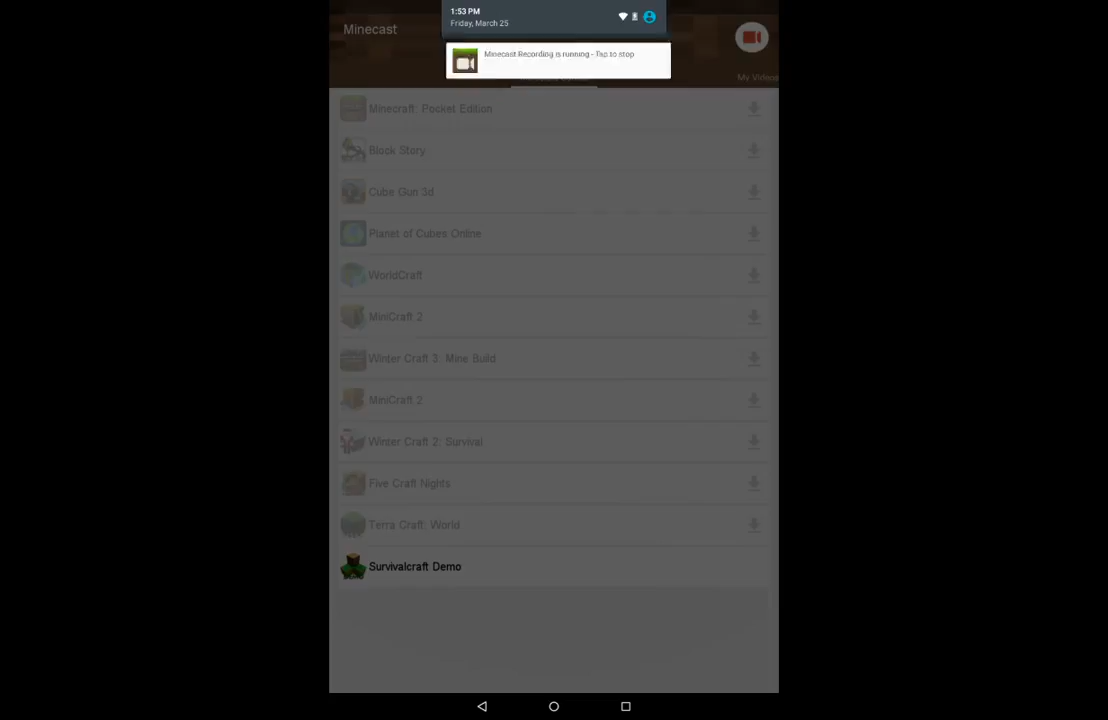 1:53 PM
Friday, March 25
Minecast
Minecast Recording is running - Tap to stop
My Videos
Minecraft: Pocket Edition
Block Story
Cube Gun 3d
Planet of Cubes Online
WorldCraft
MiniCraft 2
Winter Craft 3: Mine Build
MiniCraft 2
Winter Craft 2: Survival
Five Craft Nights
Terra Craft: World
Survivalcraft Demo